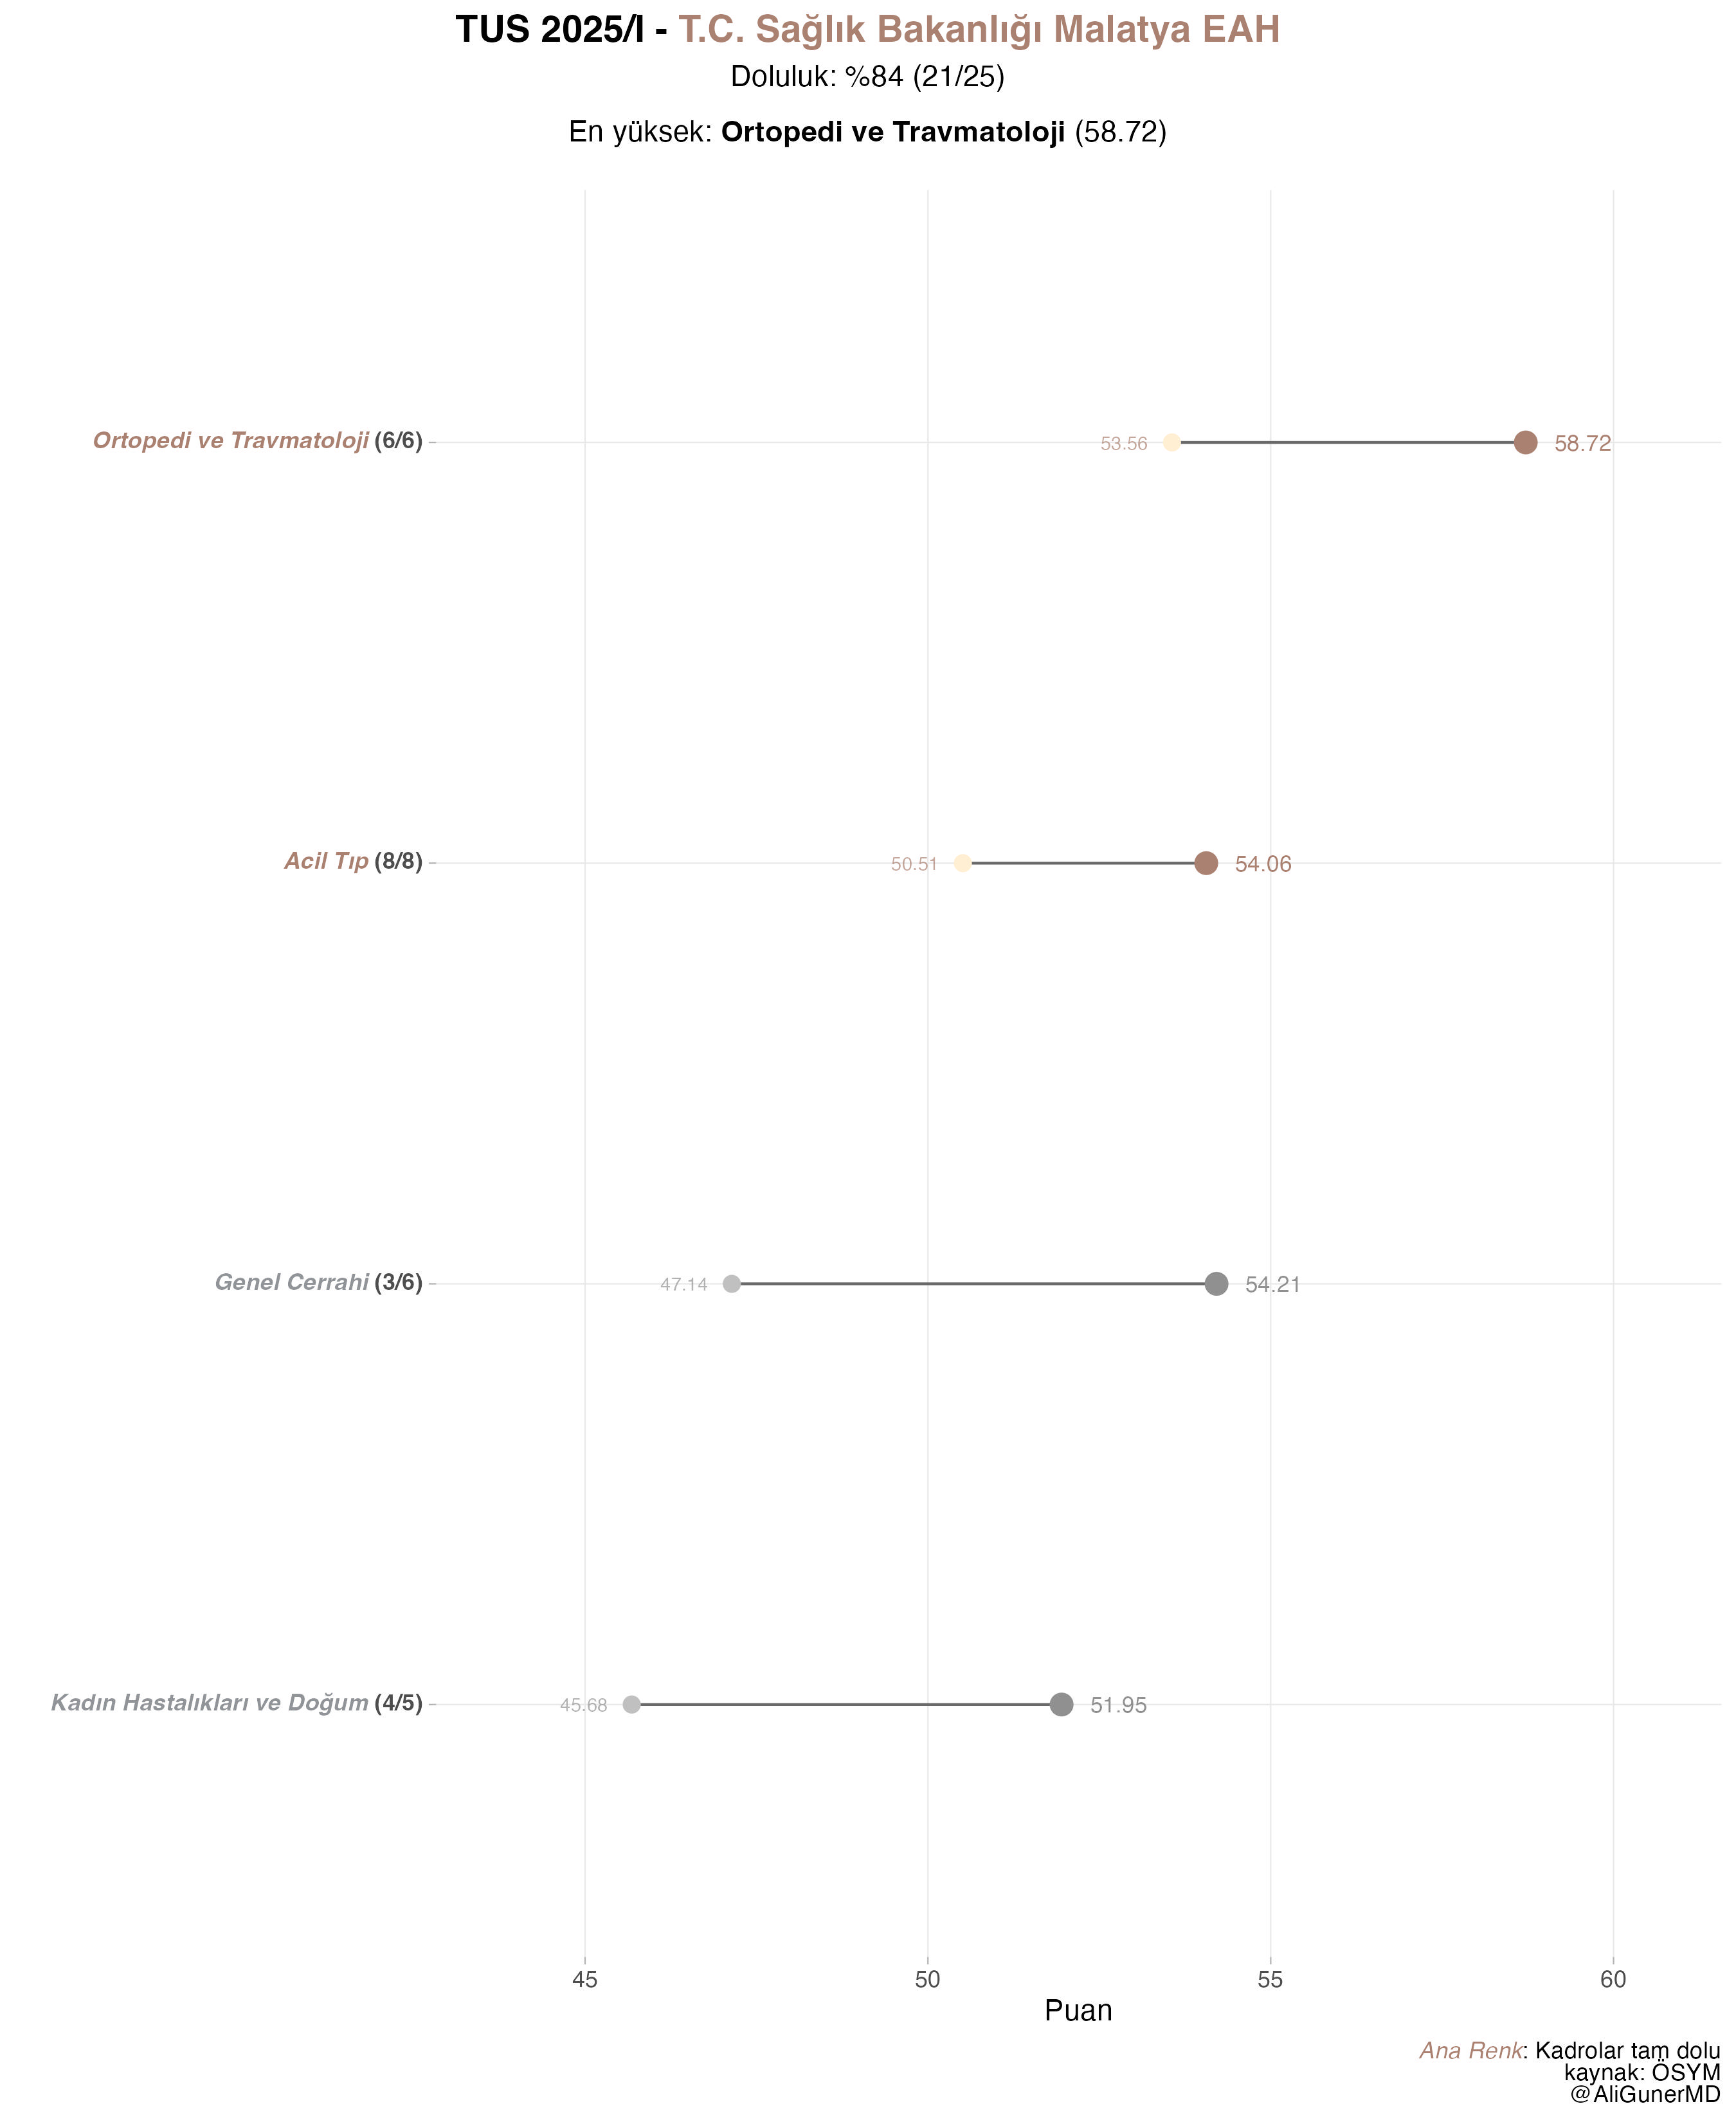 TUS 2025/I - T.C. Sağlık Bakanlığı Malatya EAH
Doluluk: %84 (21/25)
En yüksek: Ortopedi ve Travmatoloji (58.72)
Ortopedi ve Travmatoloji (6/6)
53.56
58.72
Acil Tıp (8/8)
50.51
54.06
Genel Cerrahi (3/6)
47.14
54.21
Kadın Hastalıkları ve Doğum (4/5)
45.68
51.95
45
50
55
60
Puan
Ana Renk: Kadrolar tam dolu
kaynak: ÖSYM
@AliGunerMD